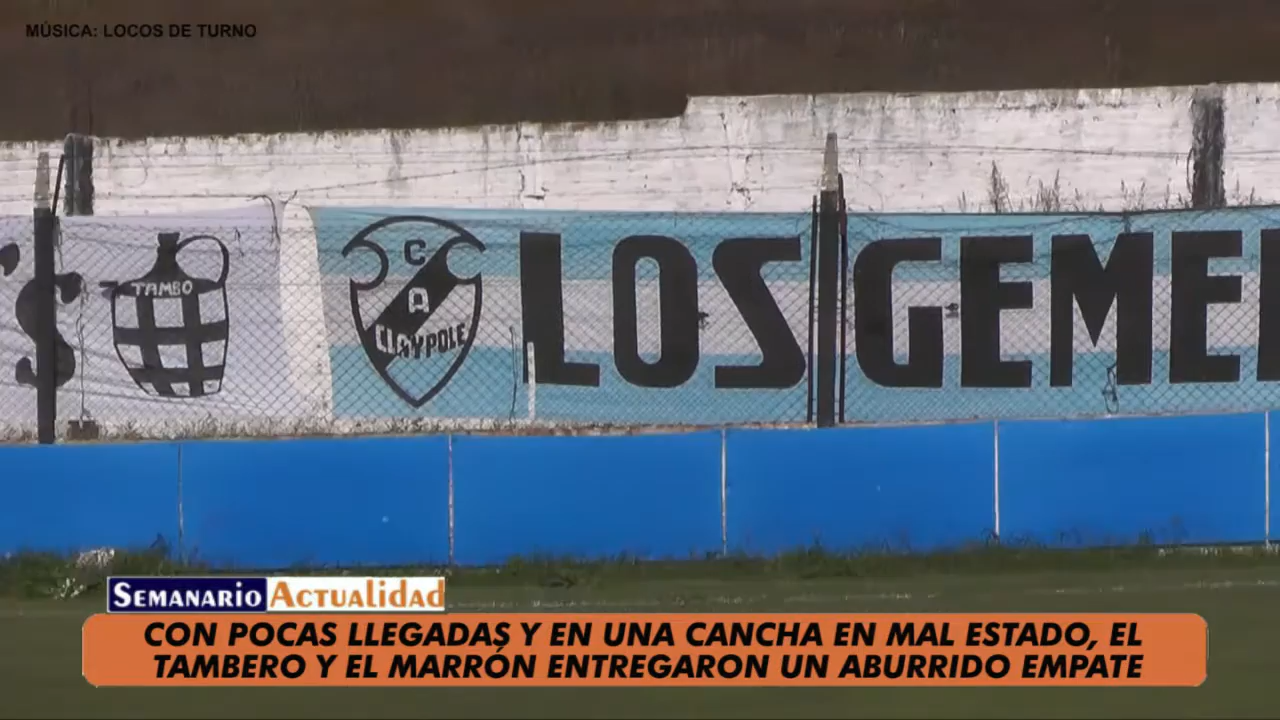 MÚSICA: LOCOS DE TURNO
'S
TAMBO
C
A
CLAYPOLE
LOS GEME
SEMANARIO ACTUALIDAD
CON POCAS LLEGADAS Y EN UNA CANCHA EN MAL ESTADO, EL
TAMBERO Y EL MARRÓN ENTREGARON UN ABURRIDO EMPATE